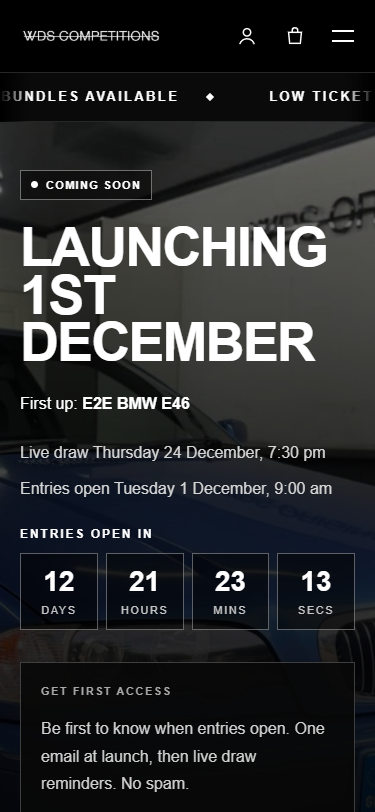 WDS COMPETITIONS
BUNDLES AVAILABLE ◆ LOW TICKET
COMING SOON
LAUNCHING
1ST
DECEMBER
First up: E2E BMW E46
Live draw Thursday 24 December, 7:30 pm
Entries open Tuesday 1 December, 9:00 am
ENTRIES OPEN IN
12 21 23 13
DAYS HOURS MINS SECS
GET FIRST ACCESS
Be first to know when entries open. One
email at launch, then live draw
reminders. No spam.